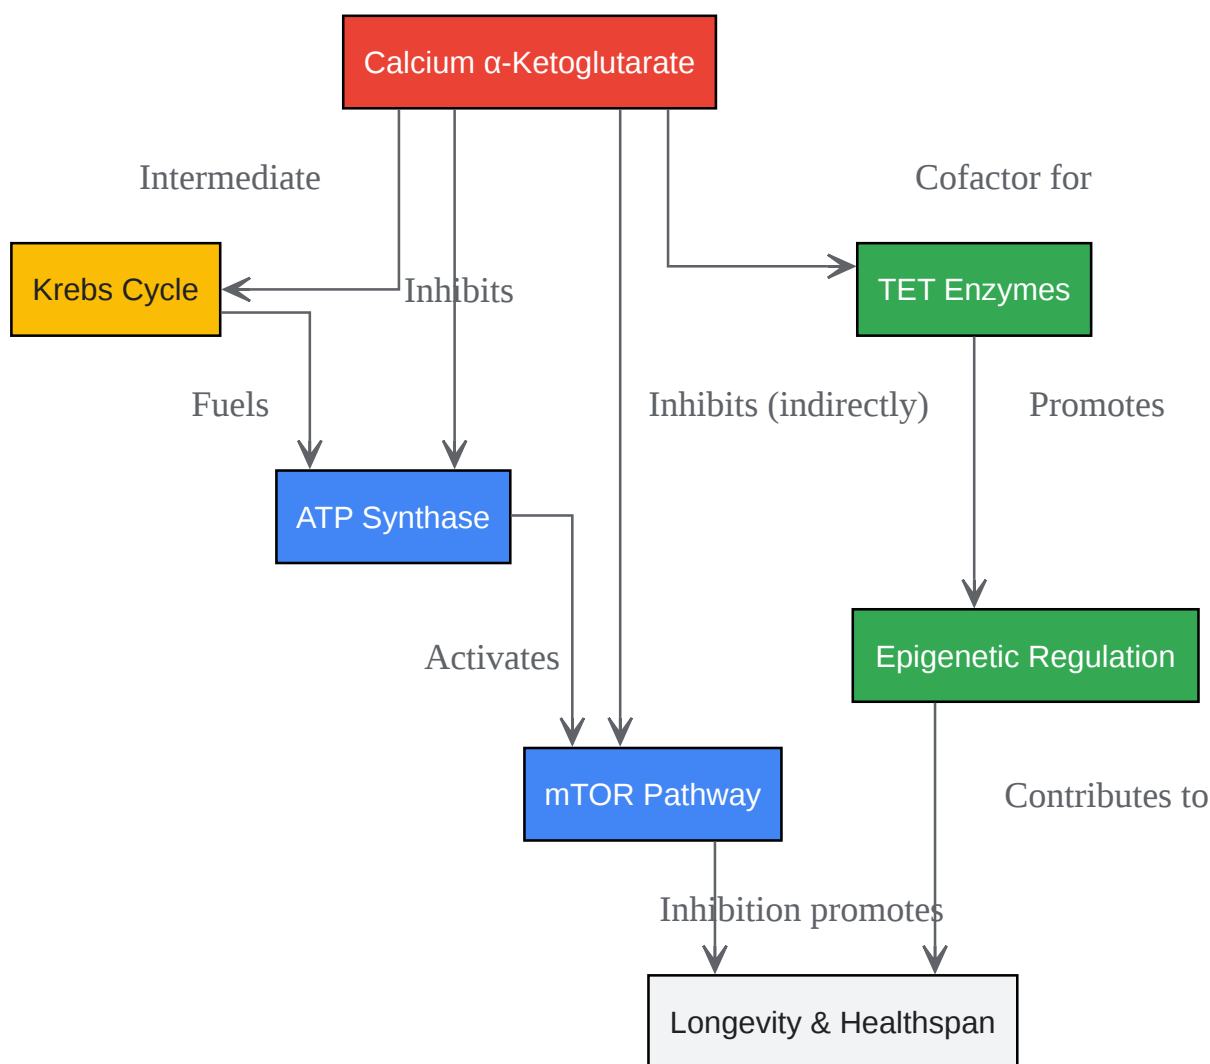 Calcium α-Ketoglutarate
Intermediate
Cofactor for
Krebs Cycle
Inhibits
TET Enzymes
Fuels
Inhibits (indirectly)
Promotes
ATP Synthase
Activates
Epigenetic Regulation
mTOR Pathway
Contributes to
Inhibition promotes
Longevity & Healthspan